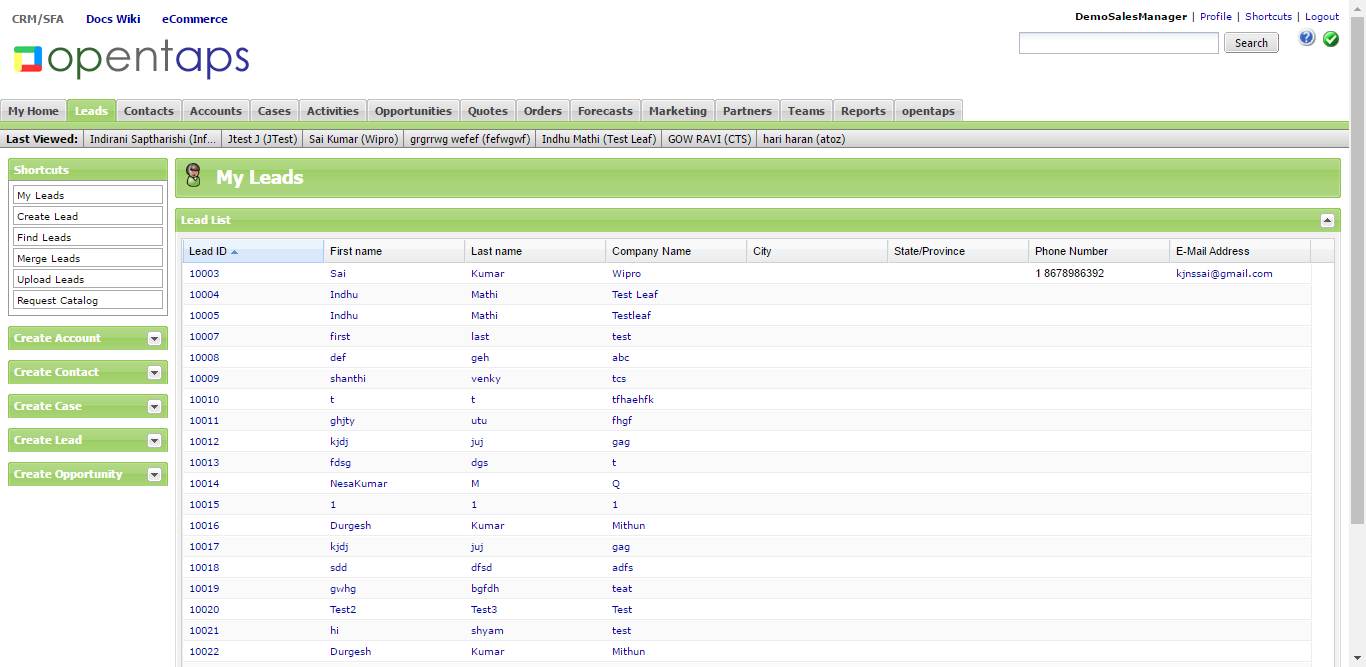 CRM/SFA Docs Wiki eCommerce
DemoSalesManager | Profile | Shortcuts | Logout
opentaps
Search
My Home Leads Contacts Accounts Cases Activities Opportunities Quotes Orders Forecasts Marketing Partners Teams Reports opentaps
Last Viewed: Indirani Saptharishi (Inf... Jtest J (JTest) Sai Kumar (Wipro) grgrrwg wefef (fefwgwf) Indhu Mathi (Test Leaf) GOW RAVI (CTS) hari haran (atoz)
Shortcuts
My Leads
Create Lead
Find Leads
Merge Leads
Upload Leads
Request Catalog
Create Account
Create Contact
Create Case
Create Lead
Create Opportunity
My Leads
Lead List
Lead ID First name Last name Company Name City State/Province Phone Number E-Mail Address
10003 Sai Kumar Wipro 1 8678986392 kjnssai@gmail.com
10004 Indhu Mathi Test Leaf
10005 Indhu Mathi Testleaf
10007 first last test
10008 def geh abc
10009 shanthi venky tcs
10010 t t tfhaehfk
10011 ghjty utu fhgf
10012 kjdj juj gag
10013 fdsg dgs t
10014 NesaKumar M Q
10015 1 1 1
10016 Durgesh Kumar Mithun
10017 kjdj juj gag
10018 sdd dfsd adfs
10019 gwhg bgfdh teat
10020 Test2 Test3 Test
10021 hi shyam test
10022 Durgesh Kumar Mithun